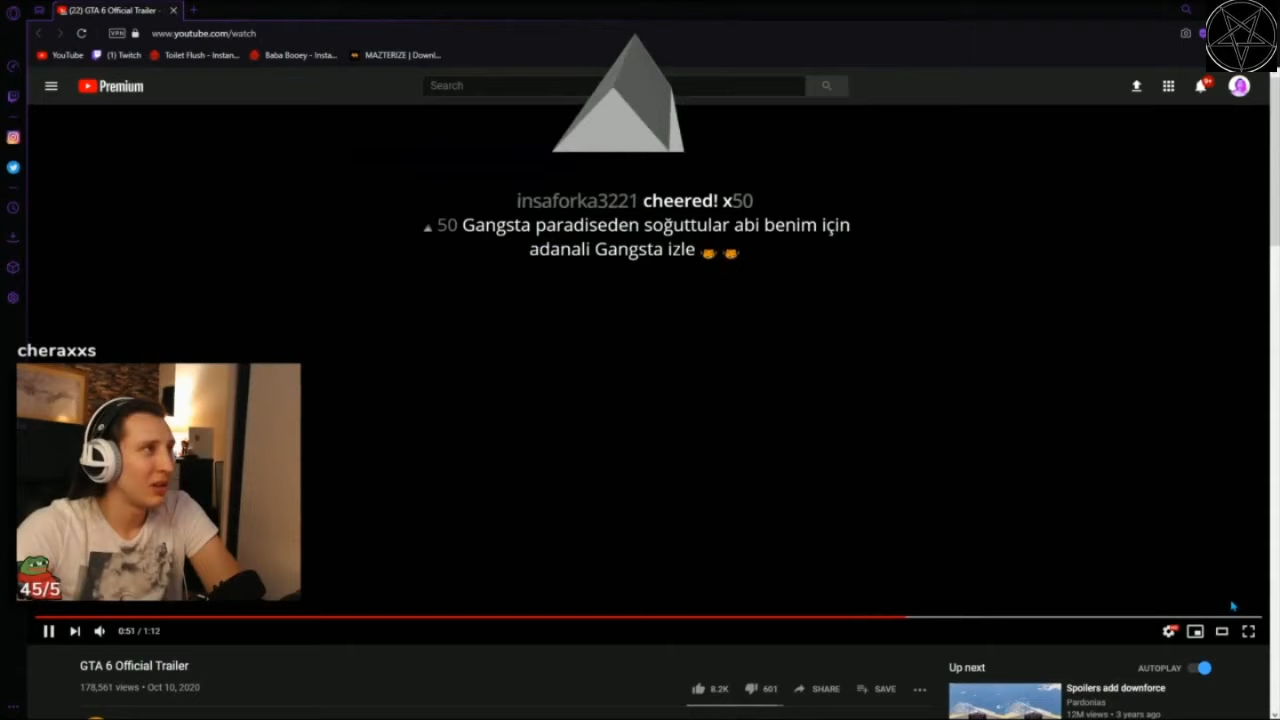 (22) GTA 6 Official Trailer -
VPN
www.youtube.com/watch
YouTube
(1) Twitch
Toilet Flush - Instan...
Baba Booey - Insta...
MAZTERIZE | Downl...
Premium
Search
9+
insaforka3221 cheered! x50
50 Gangsta paradiseden soğuttular abi benim için
adanali Gangsta izle
cheraxxs
45/5
0:51 / 1:12
GTA 6 Official Trailer
178,561 views • Oct 10, 2020
8.2K
601
SHARE
SAVE
Up next
AUTOPLAY
Spoilers add downforce
Pardonias
12M views • 3 years ago